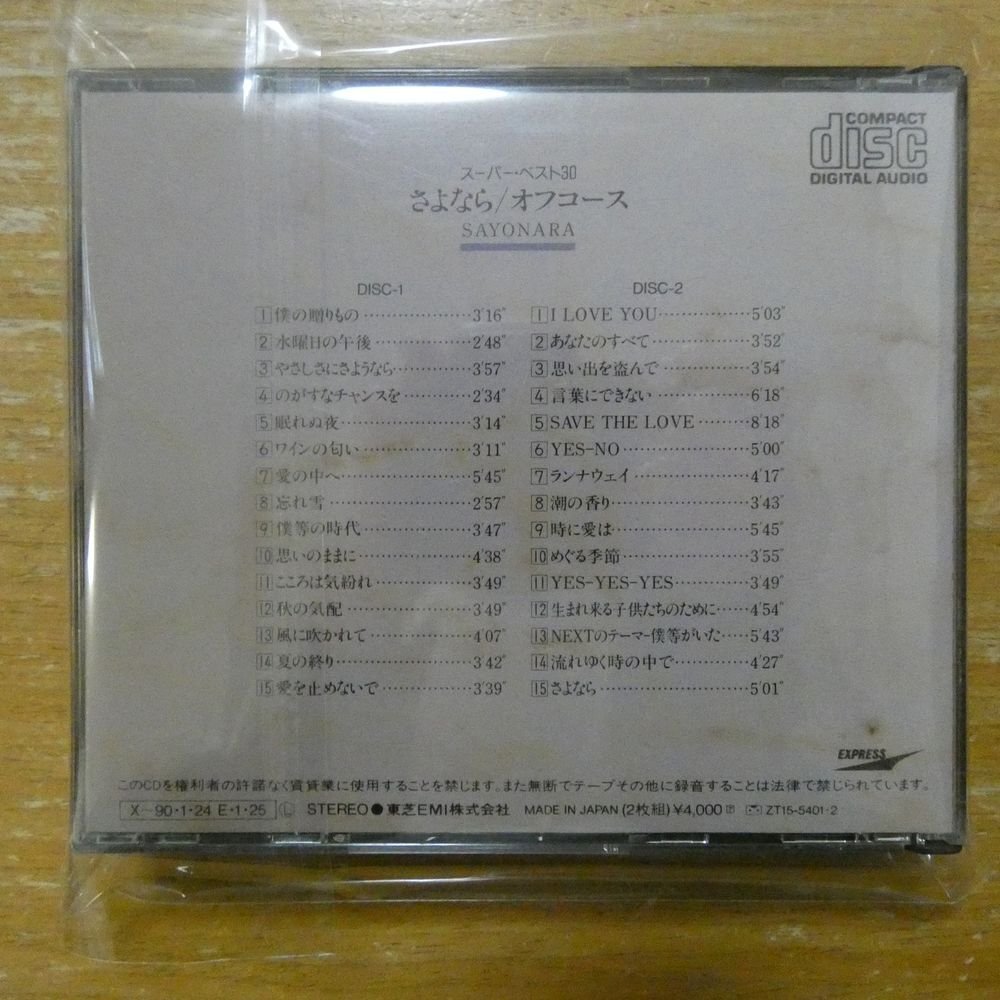 COMPACT
disc
DIGITAL AUDIO
スーパー・ベスト30
さよなら/オフコース
SAYONARA
DISC-1
1 僕の贈りもの 3'16"
2 水曜日の午後 2'48"
3 やさしさにさようなら 3'57"
4 のがすなチャンスを 2'34"
5 眠れぬ夜 3'14"
6 ワインの匂い 3'11"
7 愛の中へ 5'45"
8 忘れ雪 2'57"
9 僕等の時代 3'47"
10 思いのままに 4'38"
11 こころは気紛れ 3'49"
12 秋の気配 3'49"
13 風に吹かれて 4'07"
14 夏の終り 3'42"
15 愛を止めないで 3'39"
DISC-2
1 I LOVE YOU 5'03"
2 あなたのすべて 3'52"
3 思い出を盗んで 3'54"
4 言葉にできない 6'18"
5 SAVE THE LOVE 8'18"
6 YES-NO 5'00"
7 ランナウェイ 4'17"
8 潮の香り 3'43"
9 時に愛は 5'45"
10 めぐる季節 3'55"
11 YES-YES-YES 3'49"
12 生まれ来る子供たちのために 4'54"
13 NEXTのテーマー僕等がいた 5'43"
14 流れゆく時の中で 4'27"
15 さよなら 5'01"
EXPRESS
このCDを権利者の許諾なく賃貸業に使用することを禁じます。また無断でテープその他に録音することは法律で禁じられています。
X-90・1・24 E・1・25 Ⓛ STEREO●東芝EMI株式会社 MADE IN JAPAN (2枚組)¥4,000 Ⓟ ZT15-5401・2